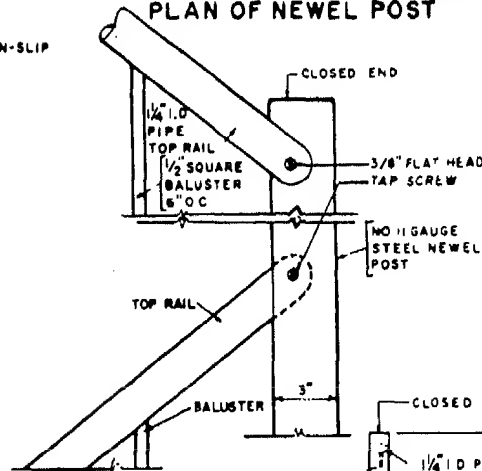 PLAN OF NEWEL POST
N-SLIP
CLOSED END
1¼" I.D
PIPE
TOP RAIL
1/2" SQUARE
BALUSTER
6" O C
3/8" FLAT HEAD
TAP SCREW
NO 11 GAUGE
STEEL NEWEL
POST
TOP RAIL
3"
BALUSTER
CLOSED
1¼" I D P